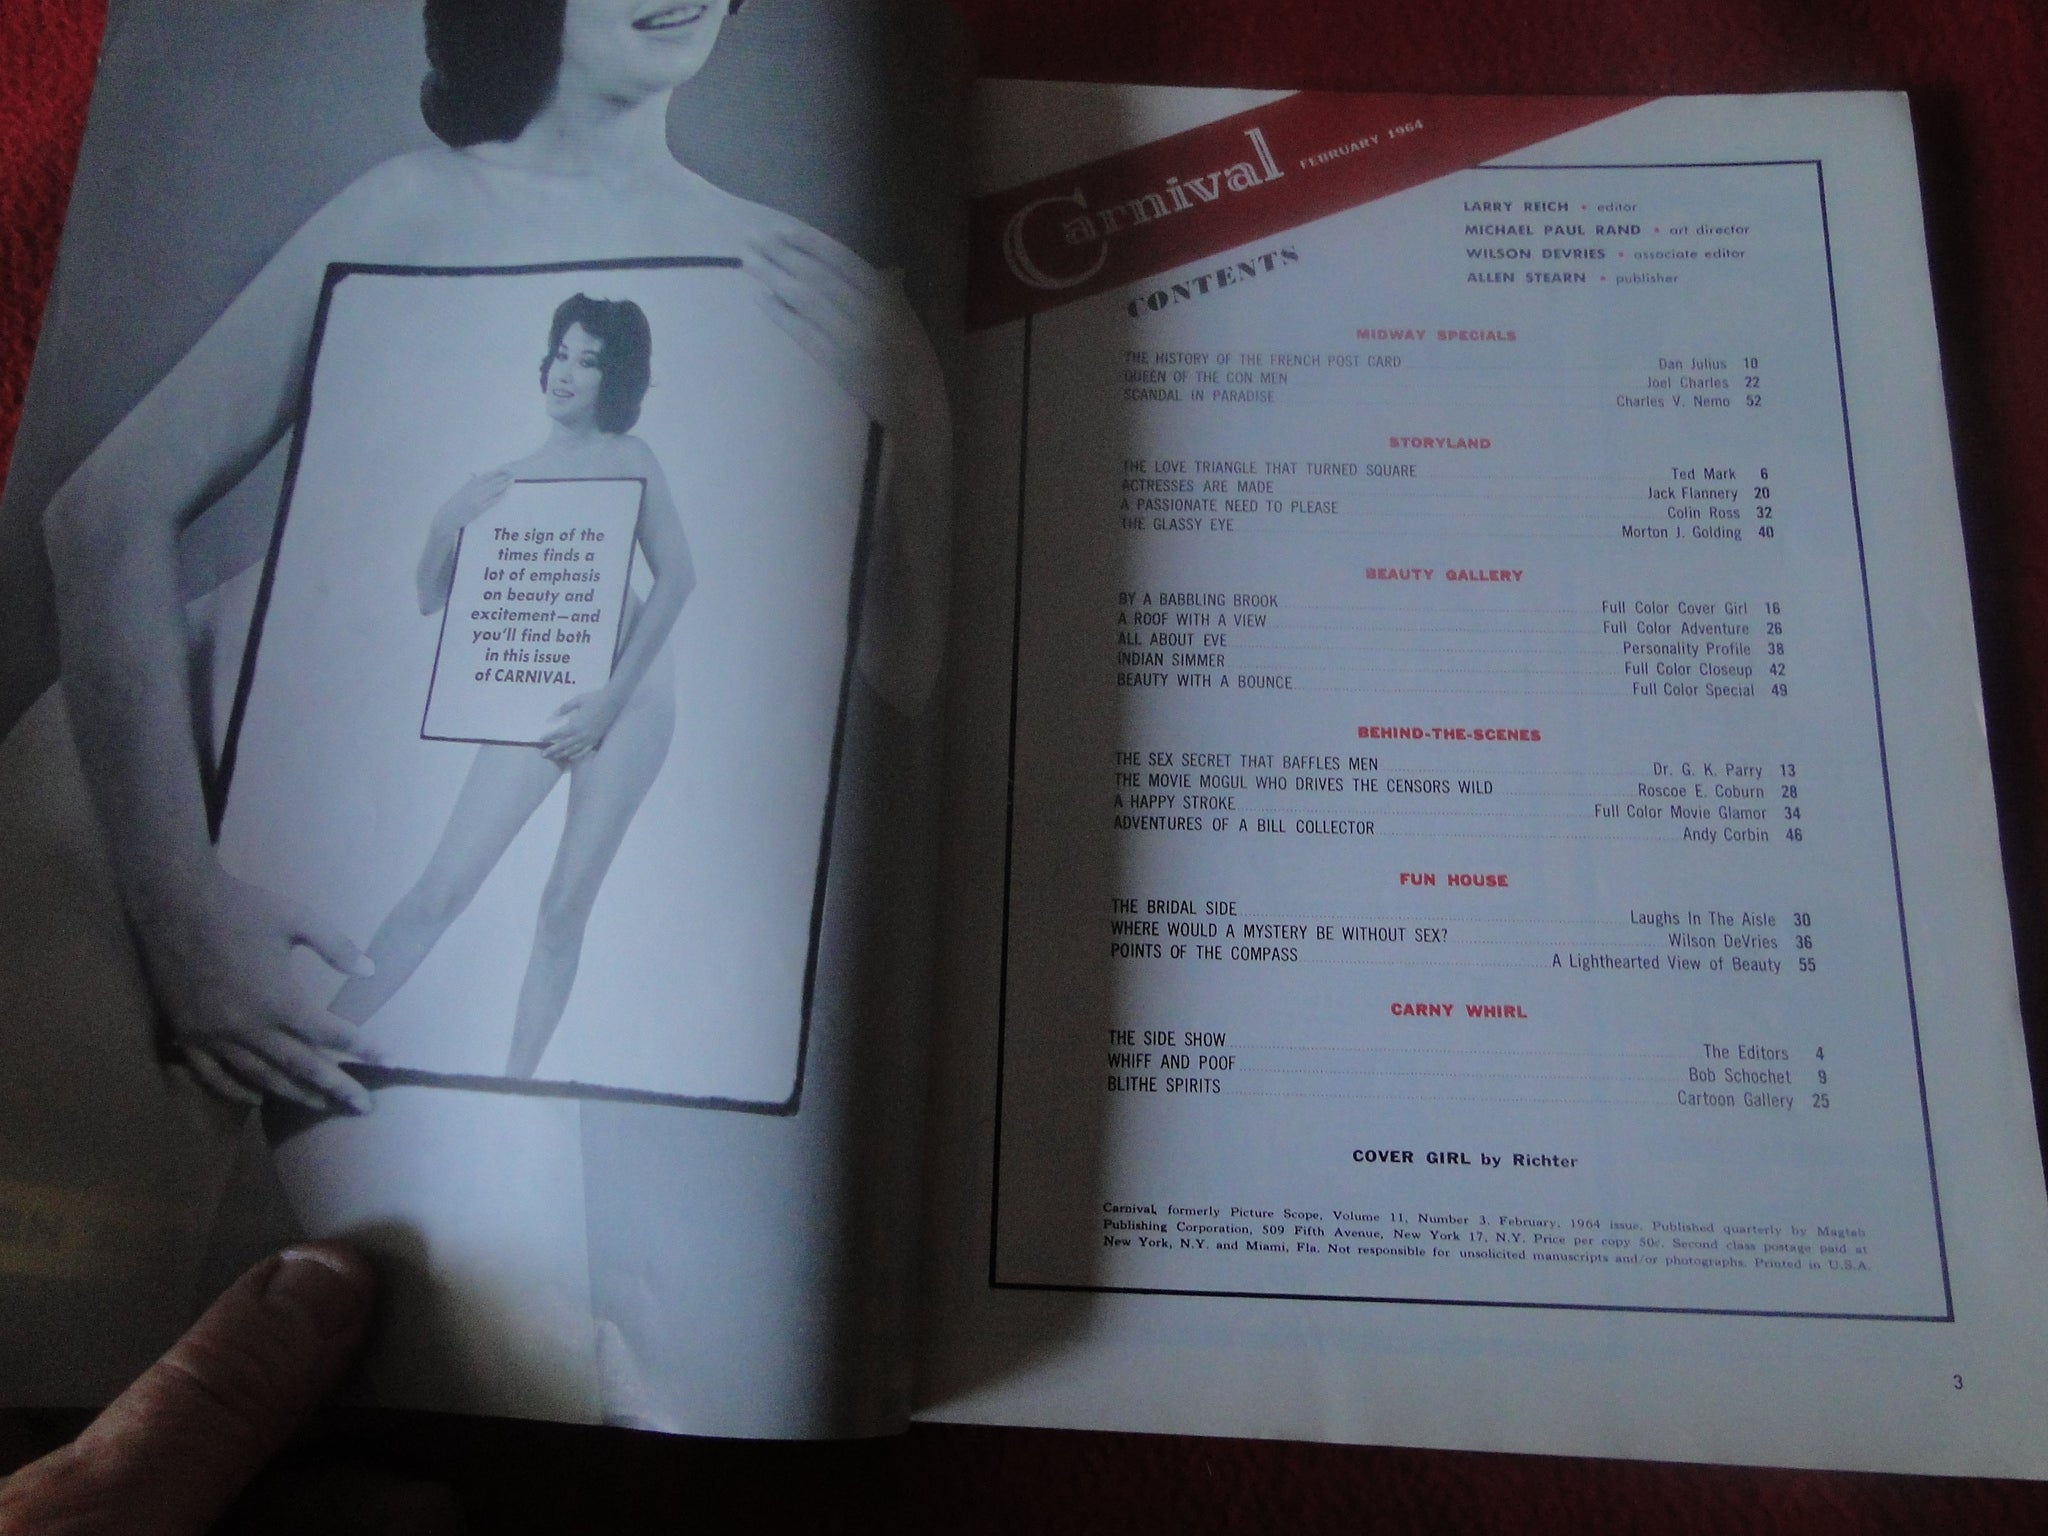 The sign of the
times finds a
lot of emphasis
on beauty and
excitement—and
you'll find both
in this issue
of CARNIVAL.
Carnival FEBRUARY 1964
CONTENTS
LARRY REICH • editor
MICHAEL PAUL RAND • art director
WILSON DEVRIES • associate editor
ALLEN STEARN • publisher
MIDWAY SPECIALS
THE HISTORY OF THE FRENCH POST CARD Dan Julius 10
QUEEN OF THE CON MEN Joel Charles 22
SCANDAL IN PARADISE Charles V. Nemo 52
STORYLAND
THE LOVE TRIANGLE THAT TURNED SQUARE Ted Mark 6
ACTRESSES ARE MADE Jack Flannery 20
A PASSIONATE NEED TO PLEASE Colin Ross 32
THE GLASSY EYE Morton J. Golding 40
BEAUTY GALLERY
BY A BABBLING BROOK Full Color Cover Girl 16
A ROOF WITH A VIEW Full Color Adventure 26
ALL ABOUT EVE Personality Profile 38
INDIAN SIMMER Full Color Closeup 42
BEAUTY WITH A BOUNCE Full Color Special 49
BEHIND-THE-SCENES
THE SEX SECRET THAT BAFFLES MEN Dr. G. K. Parry 13
THE MOVIE MOGUL WHO DRIVES THE CENSORS WILD Roscoe E. Coburn 28
A HAPPY STROKE Full Color Movie Glamor 34
ADVENTURES OF A BILL COLLECTOR Andy Corbin 46
FUN HOUSE
THE BRIDAL SIDE Laughs In The Aisle 30
WHERE WOULD A MYSTERY BE WITHOUT SEX? Wilson DeVries 36
POINTS OF THE COMPASS A Lighthearted View of Beauty 55
CARNY WHIRL
THE SIDE SHOW The Editors 4
WHIFF AND POOF Bob Schochet 9
BLITHE SPIRITS Cartoon Gallery 25
COVER GIRL by Richter
Carnival, formerly Picture Scope, Volume 11, Number 3. February, 1964 issue. Published quarterly by Magtab
Publishing Corporation, 509 Fifth Avenue, New York 17, N.Y. Price per copy 50c. Second class postage paid at
New York, N.Y. and Miami, Fla. Not responsible for unsolicited manuscripts and/or photographs. Printed in U.S.A.
3